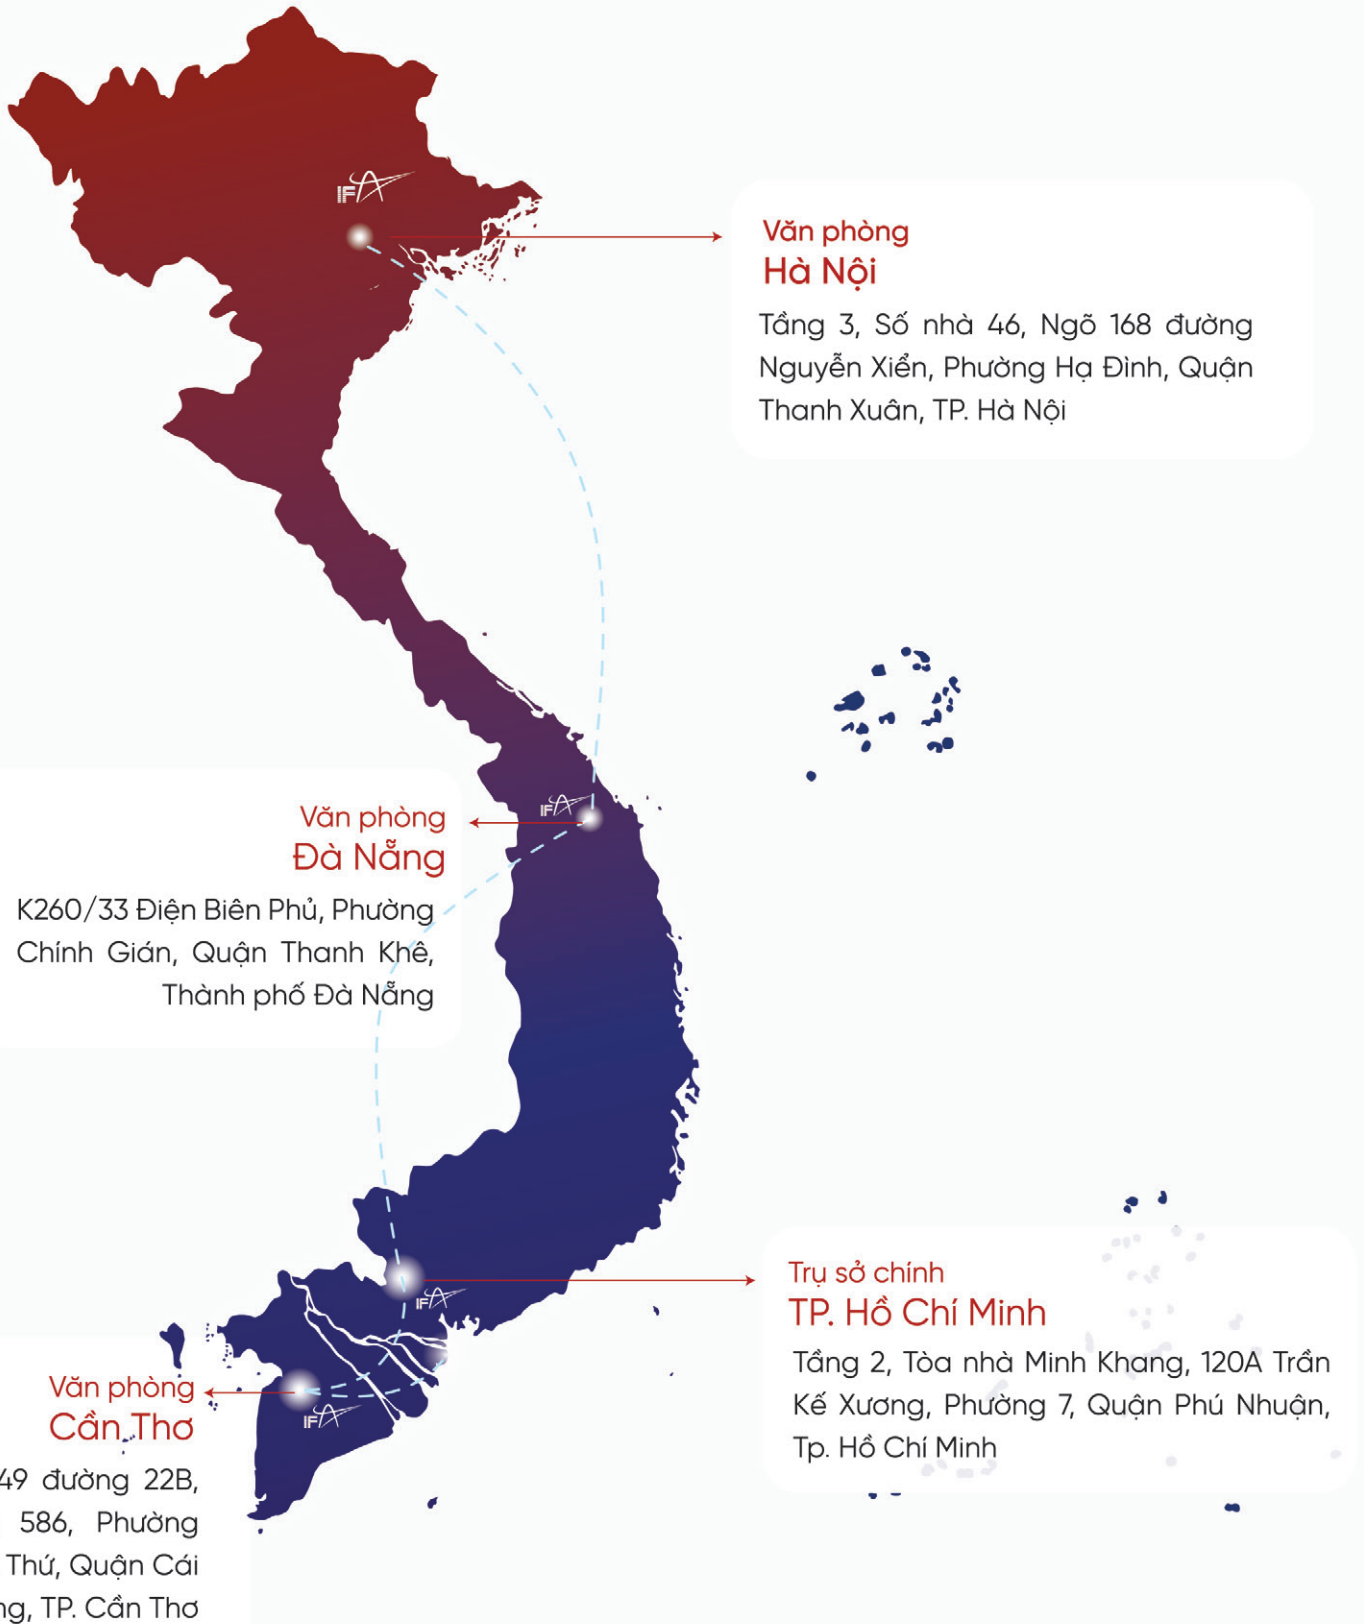 IFA
Văn phòng
Hà Nội
Tầng 3, Số nhà 46, Ngõ 168 đường
Nguyễn Xiển, Phường Hạ Đình, Quận
Thanh Xuân, TP. Hà Nội
IFA
Văn phòng
Đà Nẵng
K260/33 Điện Biên Phủ, Phường
Chính Gián, Quận Thanh Khê,
Thành phố Đà Nẵng
IFA
Trụ sở chính
TP. Hồ Chí Minh
Tầng 2, Tòa nhà Minh Khang, 120A Trần
Kế Xương, Phường 7, Quận Phú Nhuận,
Tp. Hồ Chí Minh
IFA
Văn phòng
Cần Thơ
49 đường 22B,
586, Phường
Thứ, Quận Cái
TP. Cần Thơ